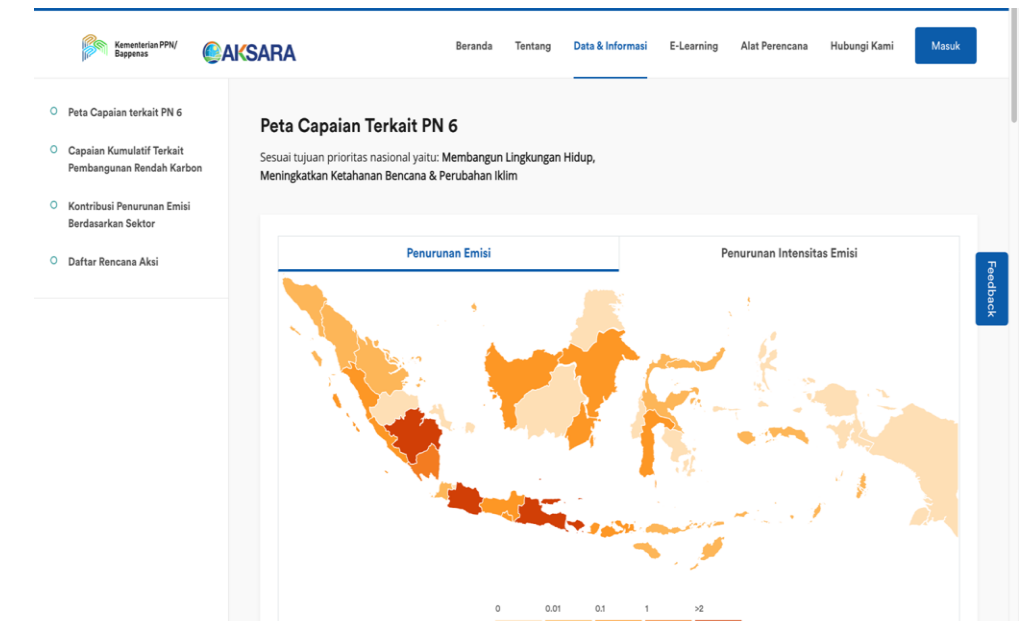 Kementerian PPN/
Bappenas
AKSARA
Beranda Tentang Data & Informasi E-Learning Alat Perencana Hubungi Kami Masuk
Peta Capaian terkait PN 6
Capaian Kumulatif Terkait
Pembangunan Rendah Karbon
Kontribusi Penurunan Emisi
Berdasarkan Sektor
Daftar Rencana Aksi
Peta Capaian Terkait PN 6
Sesuai tujuan prioritas nasional yaitu: Membangun Lingkungan Hidup,
Meningkatkan Ketahanan Bencana & Perubahan Iklim
Penurunan Emisi Penurunan Intensitas Emisi
Feedback
0 0.01 0.1 1 >2